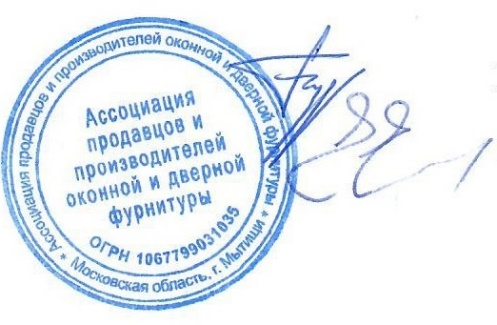 Ассоциация продавцов и производителей оконной и дверной фурнитуры *
Московская область, г. Мытищи *
Ассоциация
продавцов и
производителей
оконной и дверной
фурнитуры
ОГРН 1067799031035